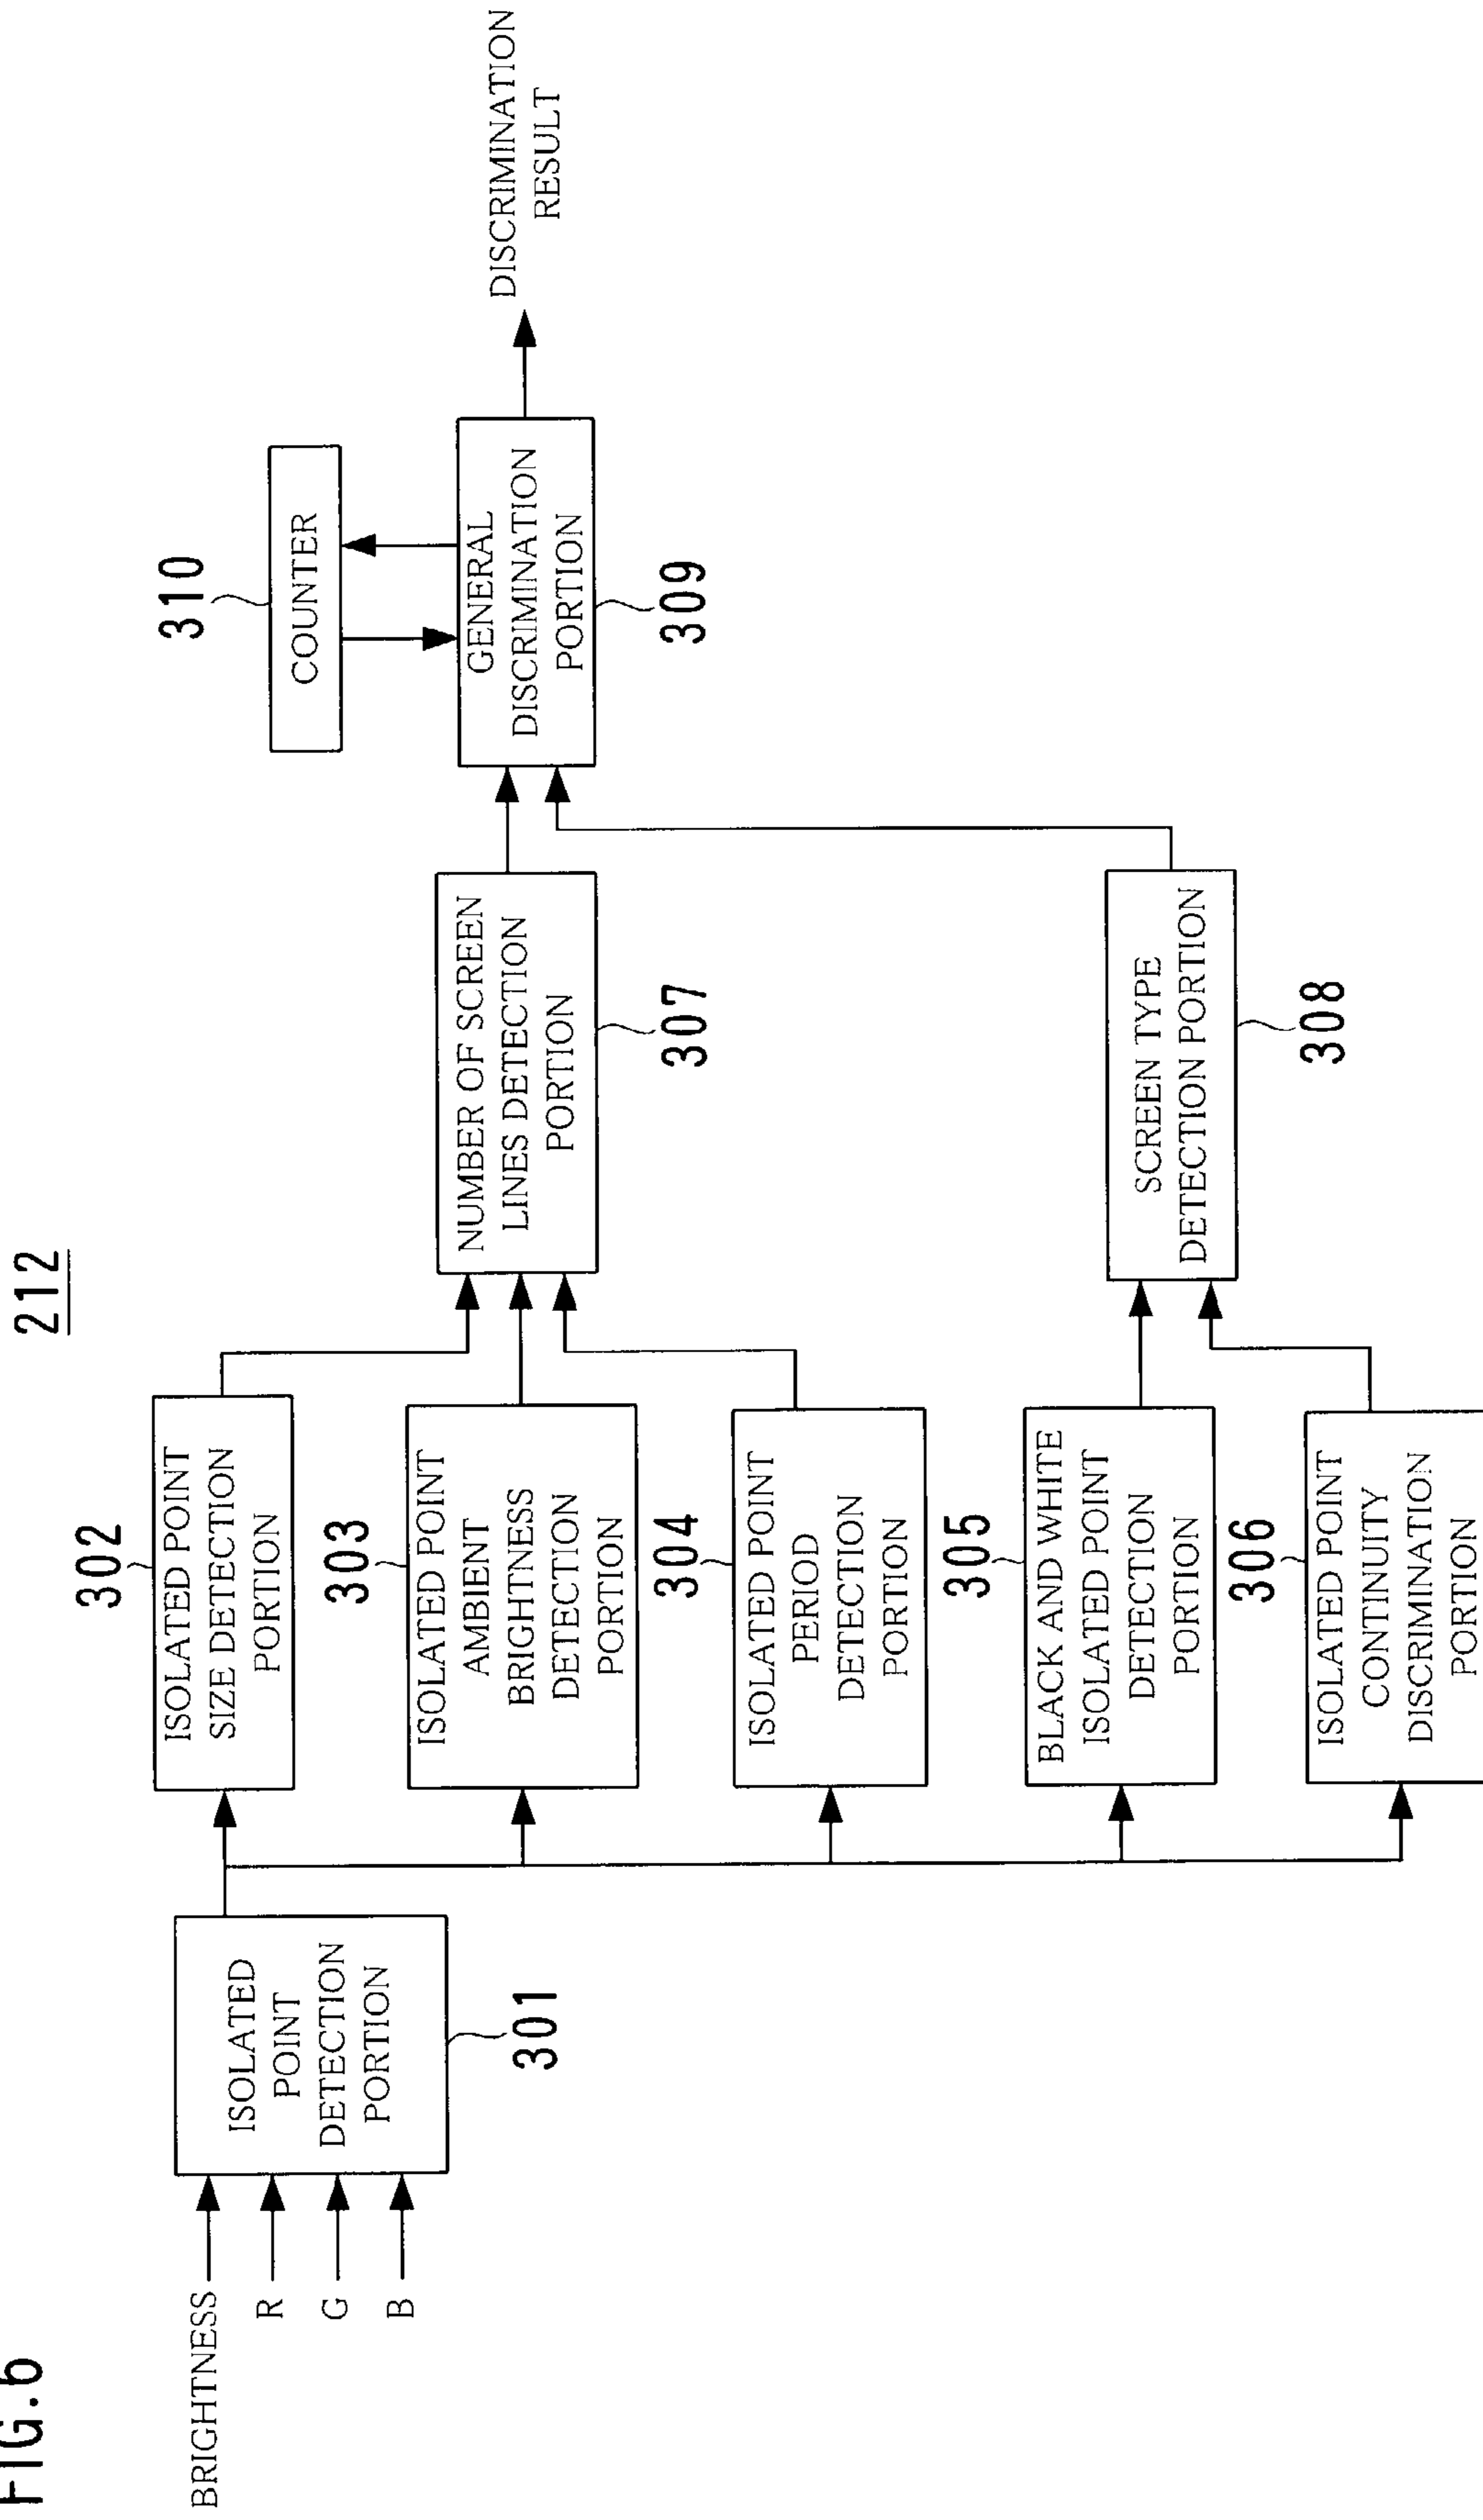 FIG.6
212
BRIGHTNESS
R
G
B
ISOLATED
POINT
DETECTION
PORTION
301
302
ISOLATED POINT
SIZE DETECTION
PORTION
303
ISOLATED POINT
AMBIENT
BRIGHTNESS
DETECTION
PORTION
304
ISOLATED POINT
PERIOD
DETECTION
PORTION
305
BLACK AND WHITE
ISOLATED POINT
DETECTION
PORTION
306
ISOLATED POINT
CONTINUITY
DISCRIMINATION
PORTION
NUMBER OF SCREEN
LINES DETECTION
PORTION
307
SCREEN TYPE
DETECTION PORTION
308
310
COUNTER
GENERAL
DISCRIMINATION
PORTION
309
DISCRIMINATION
RESULT